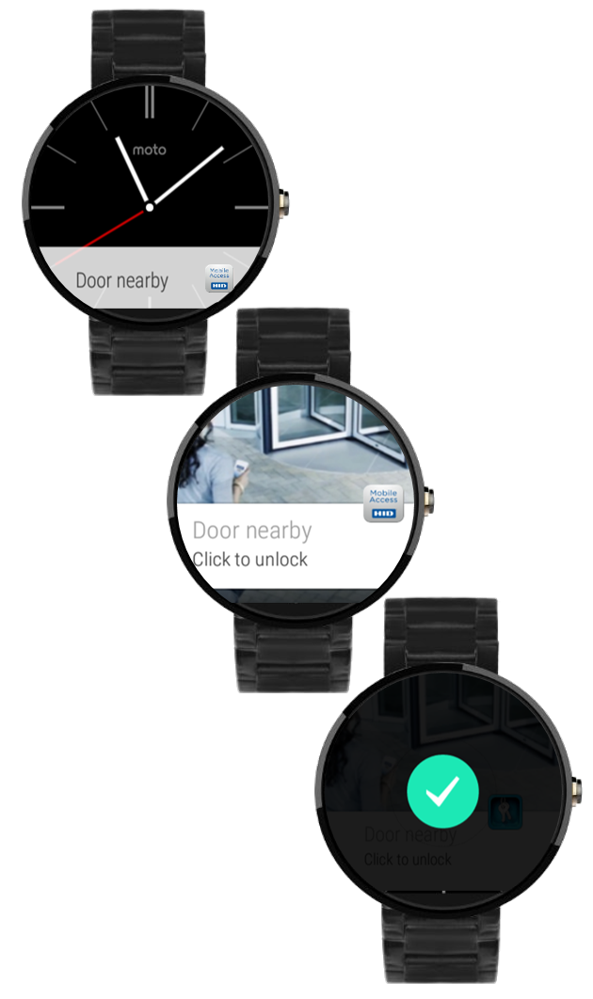 moto
Door nearby
Mobile
Access
HID
Mobile
Access
HID
Door nearby
Click to unlock
Door nearby
Click to unlock